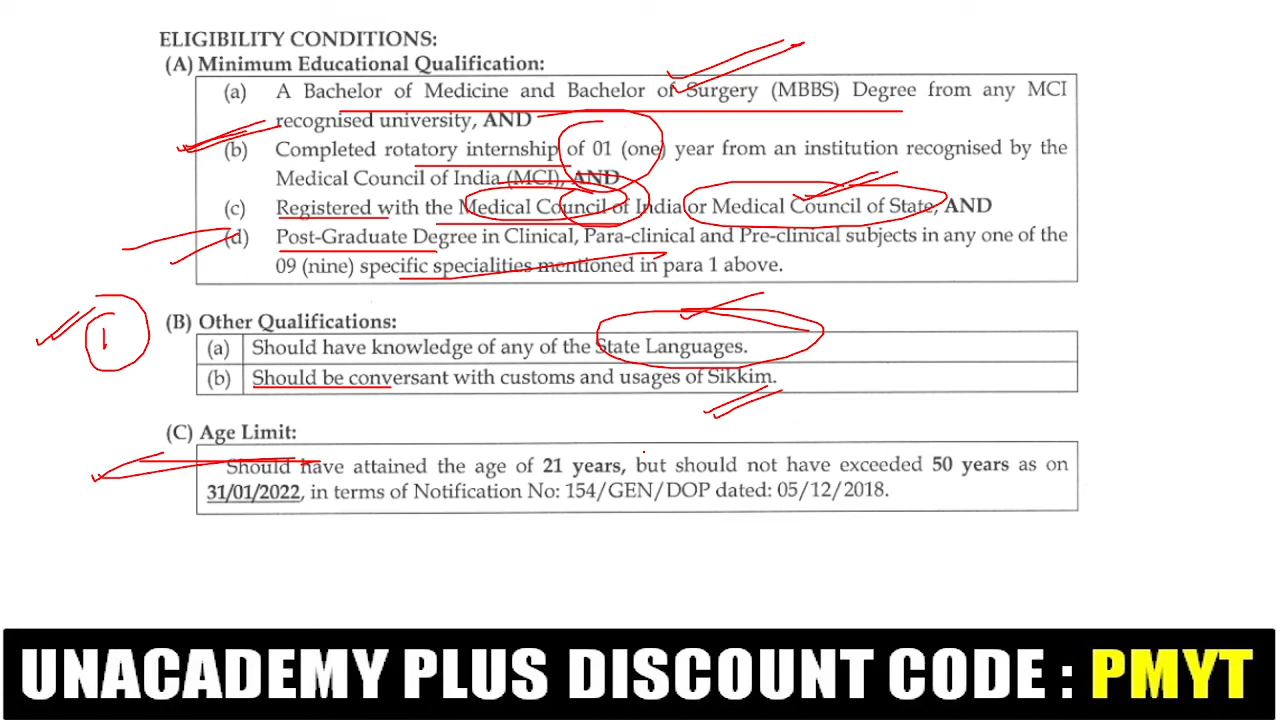 ELIGIBILITY CONDITIONS:
(A) Minimum Educational Qualification:
(a) A Bachelor of Medicine and Bachelor of Surgery (MBBS) Degree from any MCI
recognised university, AND
(b) Completed rotatory internship of 01 (one) year from an institution recognised by the
Medical Council of India (MCI), AND
(c) Registered with the Medical Council of India or Medical Council of State, AND
(d) Post-Graduate Degree in Clinical, Para-clinical and Pre-clinical subjects in any one of the
09 (nine) specific specialities mentioned in para 1 above.
1
(B) Other Qualifications:
(a) Should have knowledge of any of the State Languages.
(b) Should be conversant with customs and usages of Sikkim.
(C) Age Limit:
Should have attained the age of 21 years, but should not have exceeded 50 years as on
31/01/2022, in terms of Notification No: 154/GEN/DOP dated: 05/12/2018.
UNACADEMY PLUS DISCOUNT CODE : PMYT